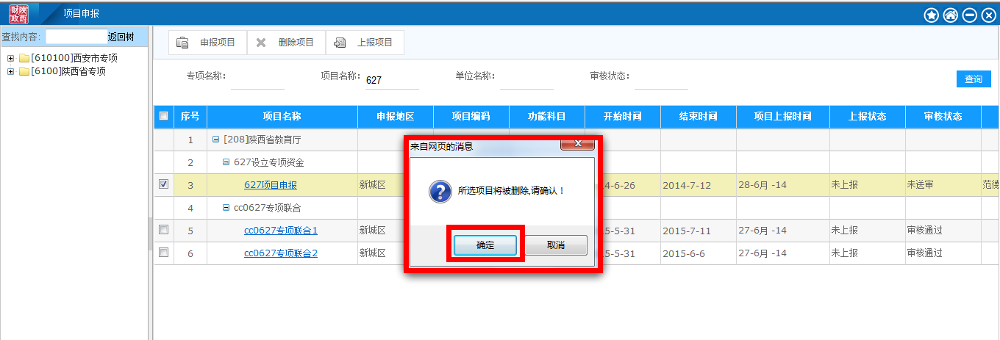 陕西财政
项目申报
查找内容:
返回树
[610100]西安市专项
[6100]陕西省专项
申报项目 删除项目 上报项目
专项名称: 项目名称: 627 单位名称: 审核状态: 查询
序号 项目名称 申报地区 项目编码 功能科目 开始时间 结束时间 项目上报时间 上报状态 审核状态
1 [208]陕西省教育厅
2 627设立专项资金
3 627项目申报 新城区 4-6-26 2014-7-12 28-6月 -14 未上报 未送审 范德
4 cc0627专项联合
5 cc0627专项联合1 新城区 5-5-31 2015-7-11 27-6月 -14 未上报 审核通过
6 cc0627专项联合2 新城区 5-5-31 2015-6-6 27-6月 -14 未上报 审核通过
来自网页的消息
所选项目将被删除,请确认！
确定 取消